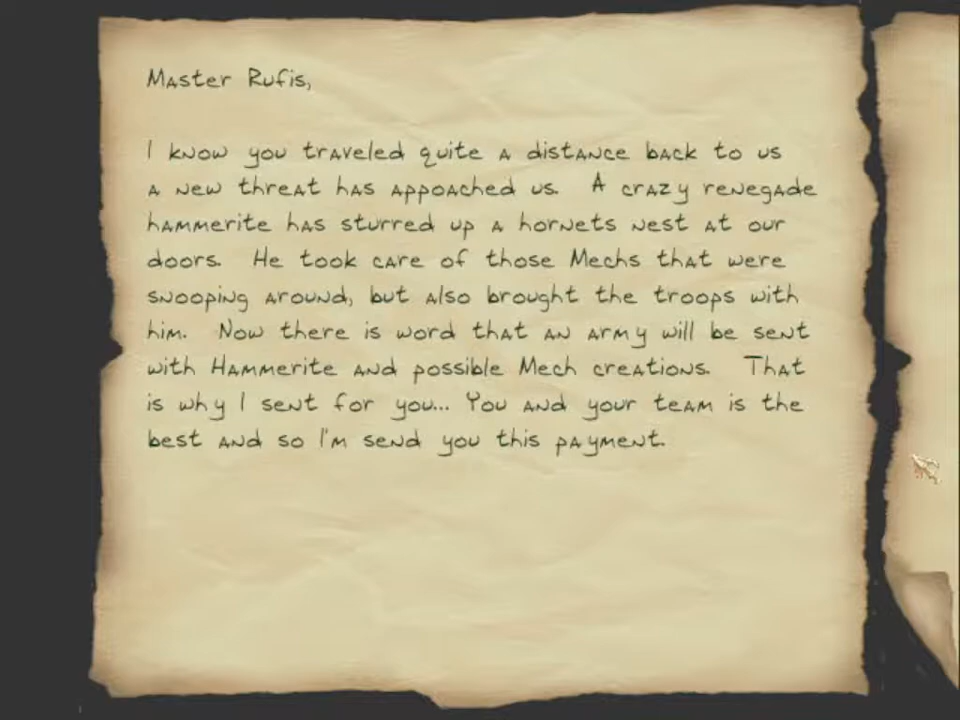 Master Rufis,
I know you traveled quite a distance back to us
a new threat has appoached us. A crazy renegade
hammerite has sturred up a hornets nest at our
doors. He took care of those Mechs that were
snooping around, but also brought the troops with
him. Now there is word that an army will be sent
with Hammerite and possible Mech creations. That
is why I sent for you... You and your team is the
best and so I'm send you this payment.